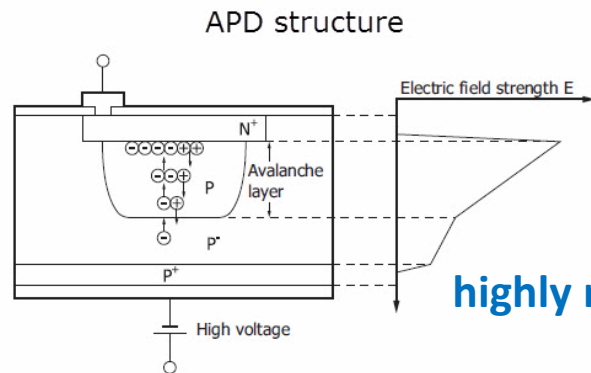 APD structure
Electric field strength E
N+
Avalanche
layer
P
P-
P+
highly
High voltage